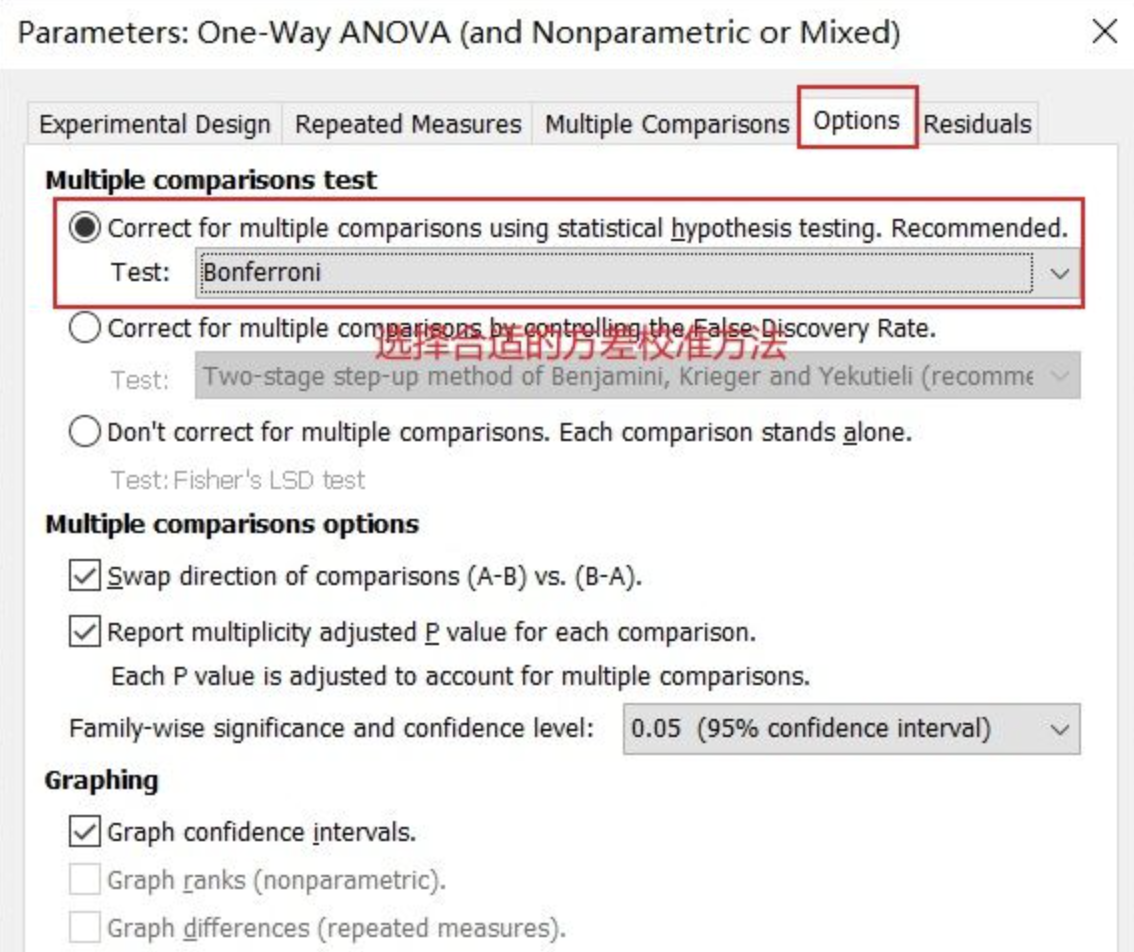 Parameters: One-Way ANOVA (and Nonparametric or Mixed)
Experimental Design Repeated Measures Multiple Comparisons Options Residuals
Multiple comparisons test
Correct for multiple comparisons using statistical hypothesis testing. Recommended.
Test: Bonferroni
Correct for multiple comparisons by controlling the False Discovery Rate.
选择合适的方差校准方法
Test: Two-stage step-up method of Benjamini, Krieger and Yekutieli (recomme
Don't correct for multiple comparisons. Each comparison stands alone.
Test: Fisher's LSD test
Multiple comparisons options
Swap direction of comparisons (A-B) vs. (B-A).
Report multiplicity adjusted P value for each comparison.
Each P value is adjusted to account for multiple comparisons.
Family-wise significance and confidence level: 0.05 (95% confidence interval)
Graphing
Graph confidence intervals.
Graph ranks (nonparametric).
Graph differences (repeated measures).